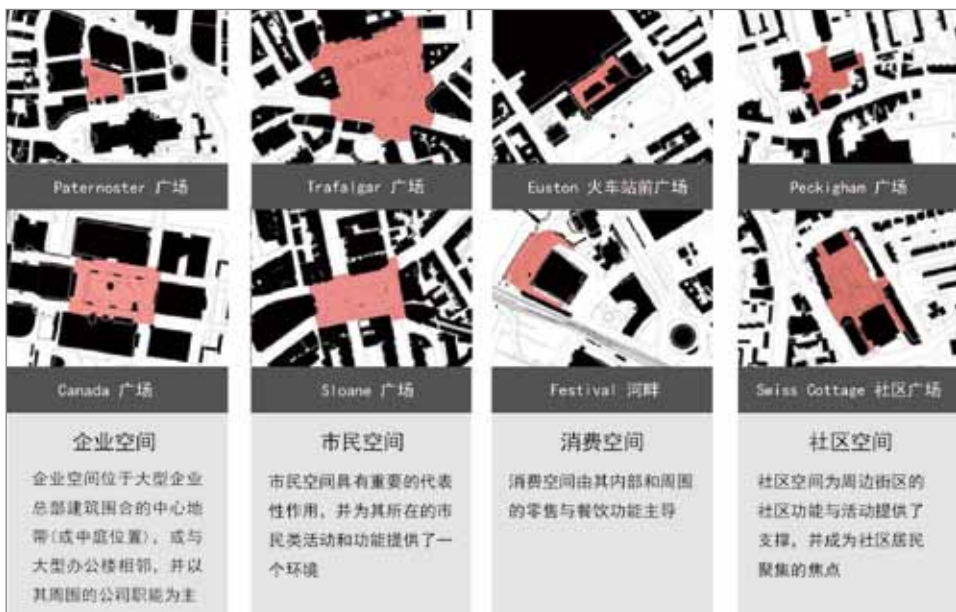 Paternoster 广场
Trafalgar 广场
Euston 火车站前广场
Peckigham 广场
Canada 广场
Sloane 广场
Festival 河畔
Swiss Cottage 社区广场
企业空间
企业空间位于大型企业
总部建筑围合的中心地
带(或中庭位置)，或与
大型办公楼相邻，并以
其周围的公司职能为主
市民空间
市民空间具有重要的代表
性作用，并为其所在的市
民类活动和功能提供了一
个环境
消费空间
消费空间由其内部和周围
的零售与餐饮功能主导
社区空间
社区空间为周边街区的
社区功能与活动提供了
支撑，并成为社区居民
聚集的焦点